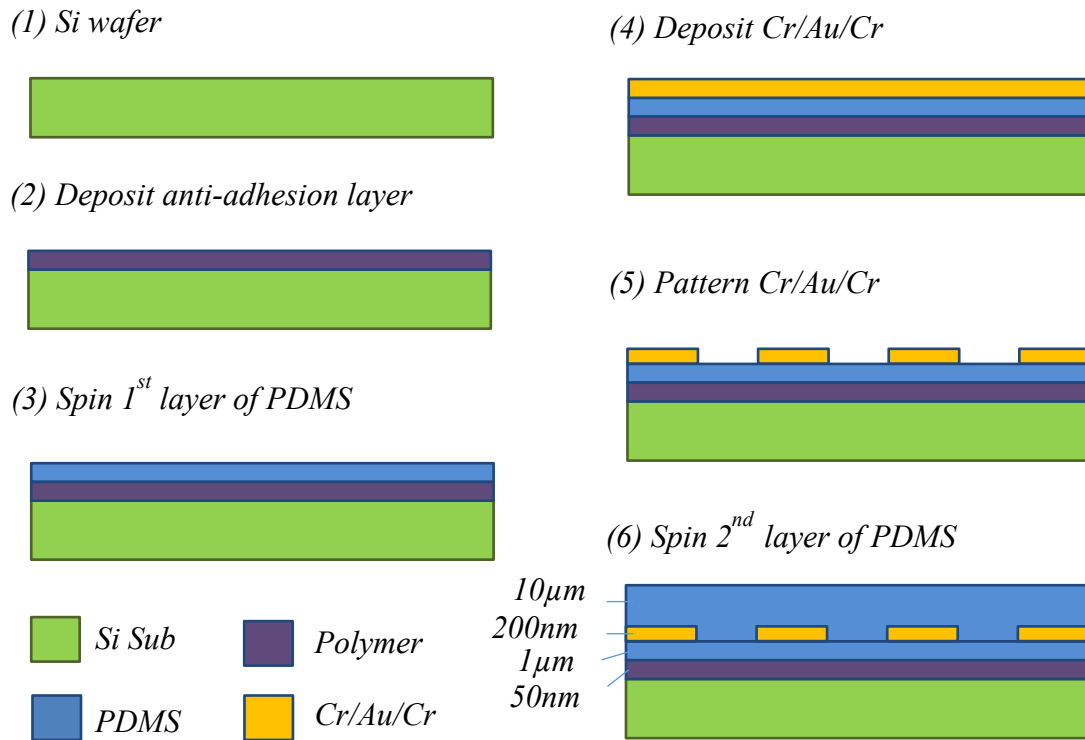 (1) Si wafer
(2) Deposit anti-adhesion layer
(3) Spin 1st layer of PDMS
Si Sub
Polymer
PDMS
Cr/Au/Cr
(4) Deposit Cr/Au/Cr
(5) Pattern Cr/Au/Cr
(6) Spin 2nd layer of PDMS
10μm
200nm
1μm
50nm